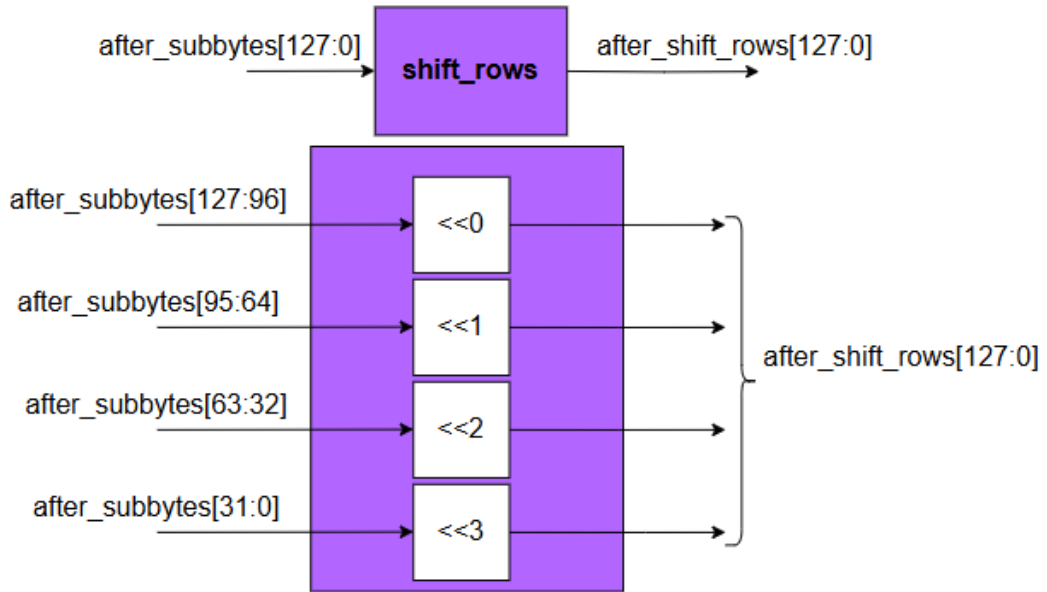 after_subbytes[127:0]
shift_rows
after_shift_rows[127:0]
after_subbytes[127:96]
<<0
after_subbytes[95:64]
<<1
after_shift_rows[127:0]
after_subbytes[63:32]
<<2
after_subbytes[31:0]
<<3